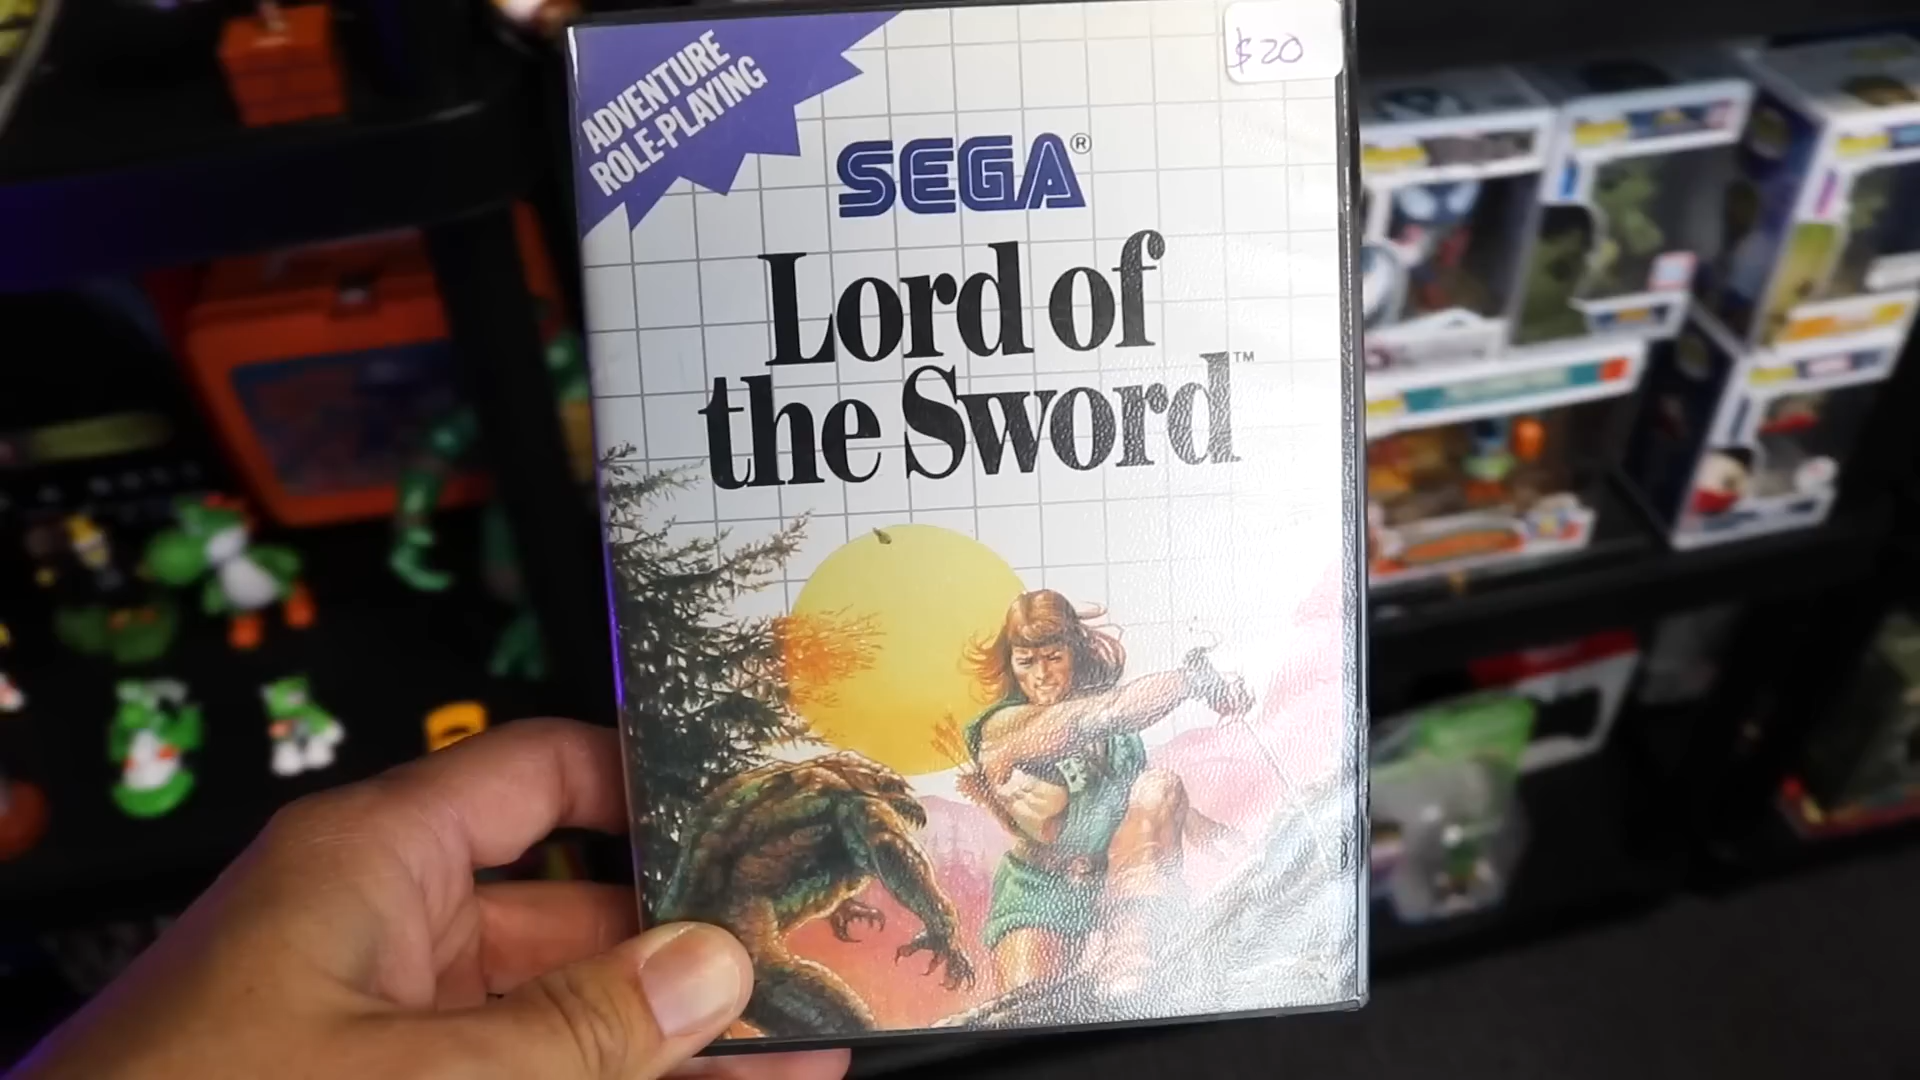 $20
ADVENTURE
ROLE-PLAYING
SEGA®
Lord of
the Sword™